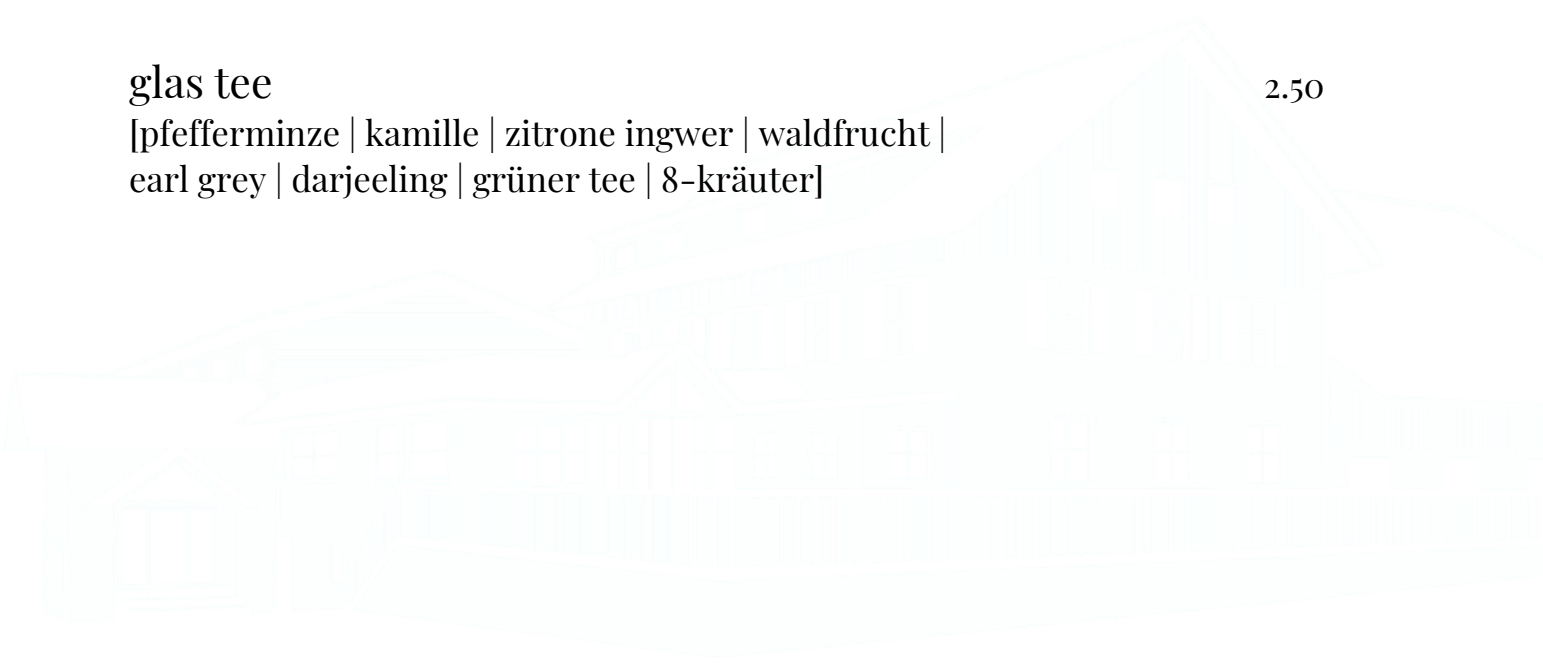 glas tee 2.50
[pfefferminze | kamille | zitrone ingwer | waldfrucht |
earl grey | darjeeling | grüner tee | 8-kräuter]